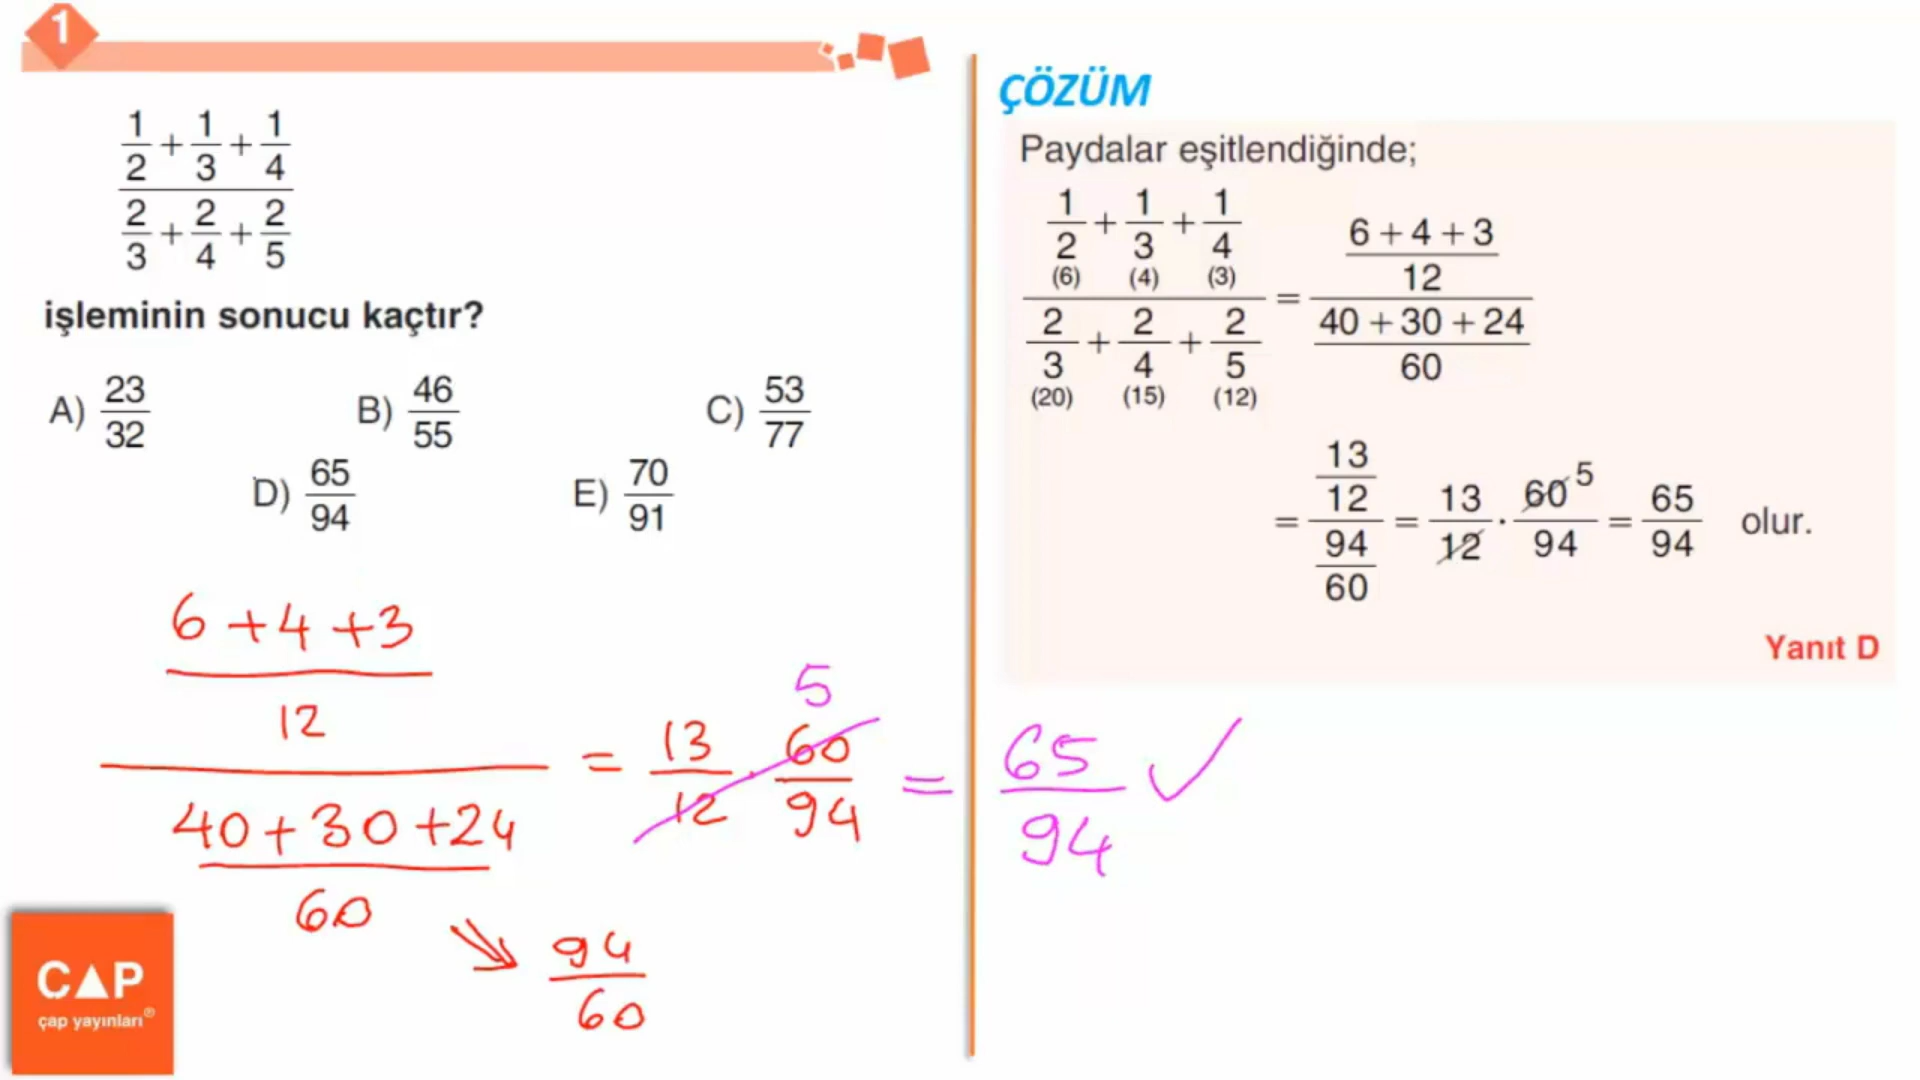 1
1/2 + 1/3 + 1/4
2/3 + 2/4 + 2/5
işleminin sonucu kaçtır?
A) 23/32 B) 46/55 C) 53/77
D) 65/94 E) 70/91
6 + 4 + 3
12
40 + 30 + 24
60
= 13/12 · 60/94 = 65/94 ✓
5
94
60
ÇAP
çap yayınları®
ÇÖZÜM
Paydalar eşitlendiğinde;
1/2 + 1/3 + 1/4
(6) (4) (3)
2/3 + 2/4 + 2/5
(20) (15) (12)
=
6 + 4 + 3
12
40 + 30 + 24
60
= 13/12 / 94/60 = 13/12 · 60/94 = 65/94 olur.
5
Yanıt D